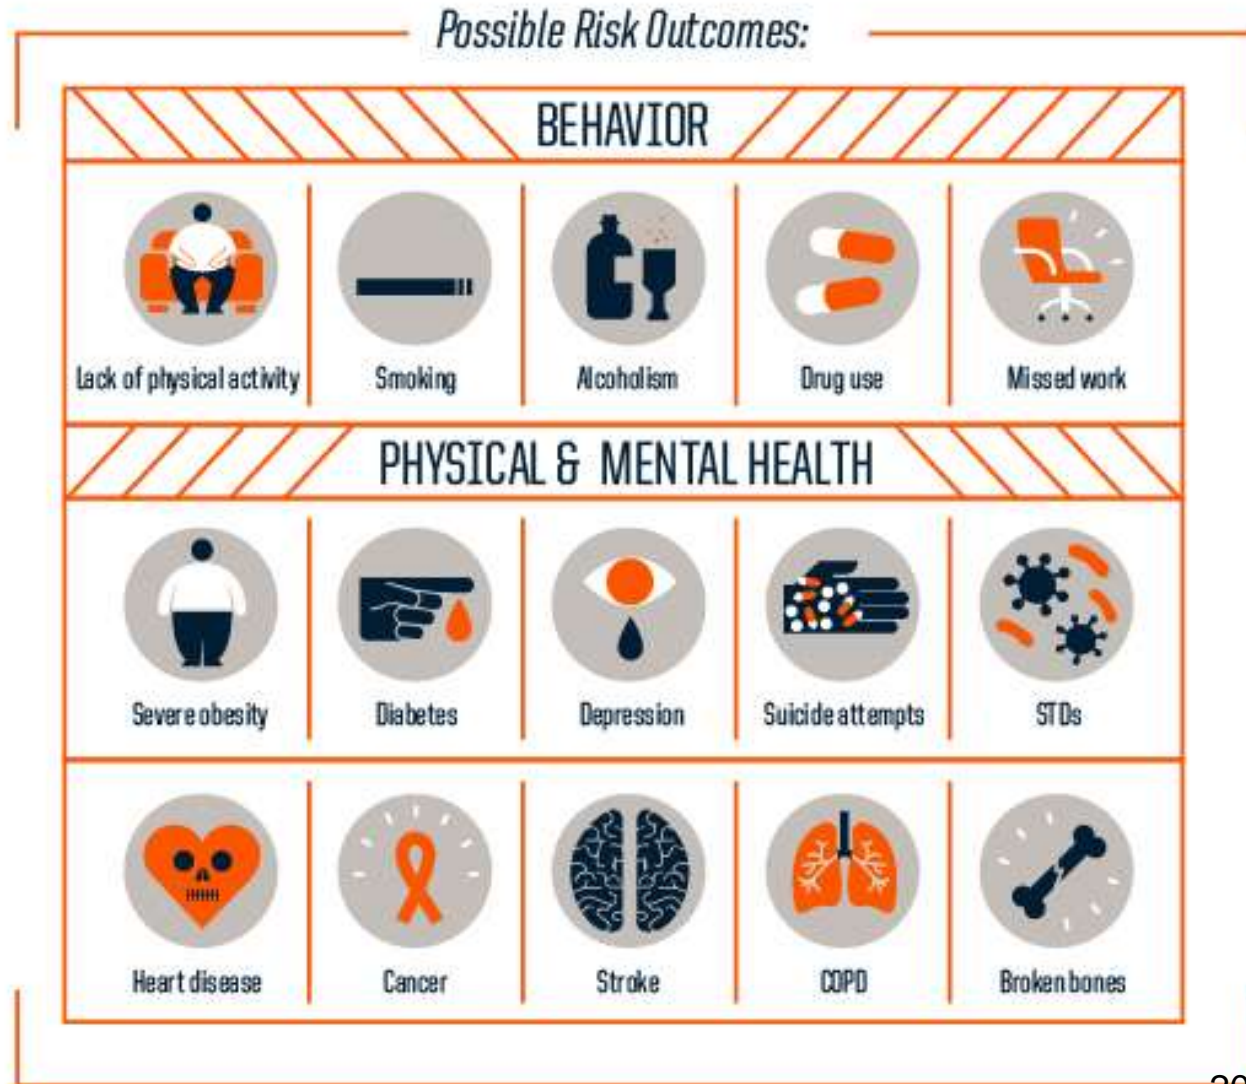 Possible Risk Outcomes:
BEHAVIOR
Lack of physical activity
Smoking
Alcoholism
Drug use
Missed work
PHYSICAL & MENTAL HEALTH
Severe obesity
Diabetes
Depression
Suicide attempts
STDs
Heart disease
Cancer
Stroke
COPD
Broken bones